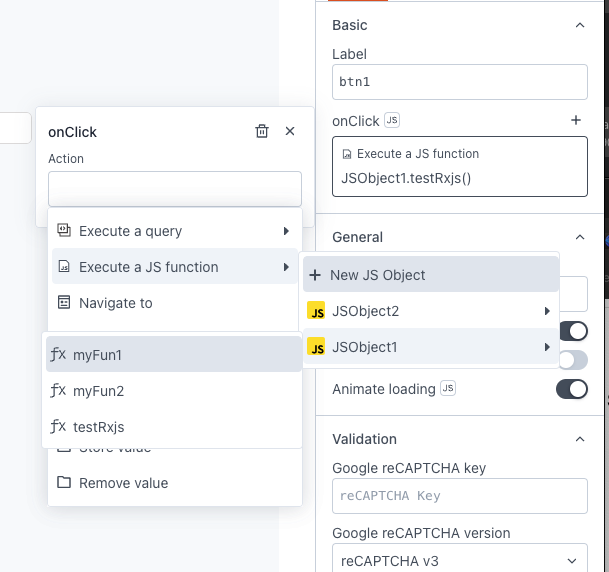 Basic
Label
btn1
onClick JS
Execute a JS function
JSObject1.testRxjs()
General
Animate loading JS
Validation
Google reCAPTCHA key
reCAPTCHA Key
Google reCAPTCHA version
reCAPTCHA v3
onClick
Action
Execute a query
Execute a JS function
Navigate to
New JS Object
JS JSObject2
JS JSObject1
fx myFun1
fx myFun2
fx testRxjs
Store value
Remove value